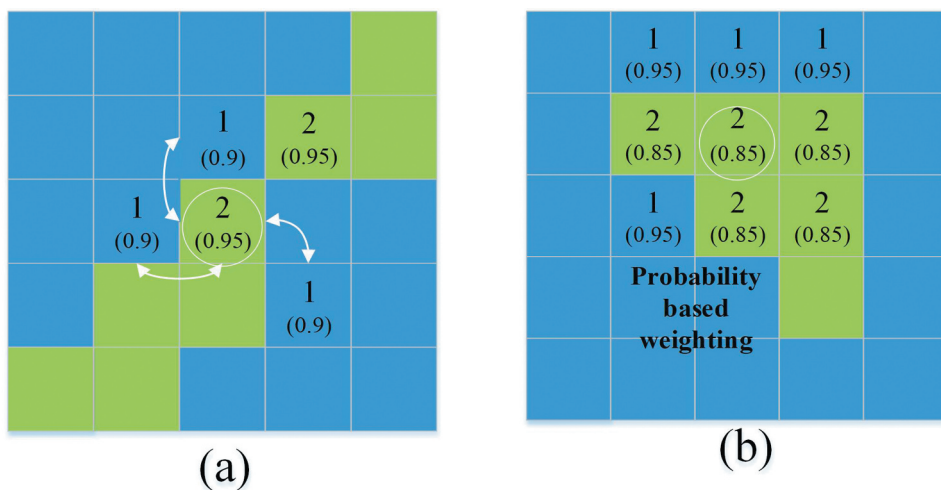 1 2
(0.9) (0.95)
1 2
(0.9) (0.95)
1
(0.9)
(a)
1 1 1
(0.95) (0.95) (0.95)
2 2 2
(0.85) (0.85) (0.85)
1 2 2
(0.95) (0.85) (0.85)
Probability
based
weighting
(b)